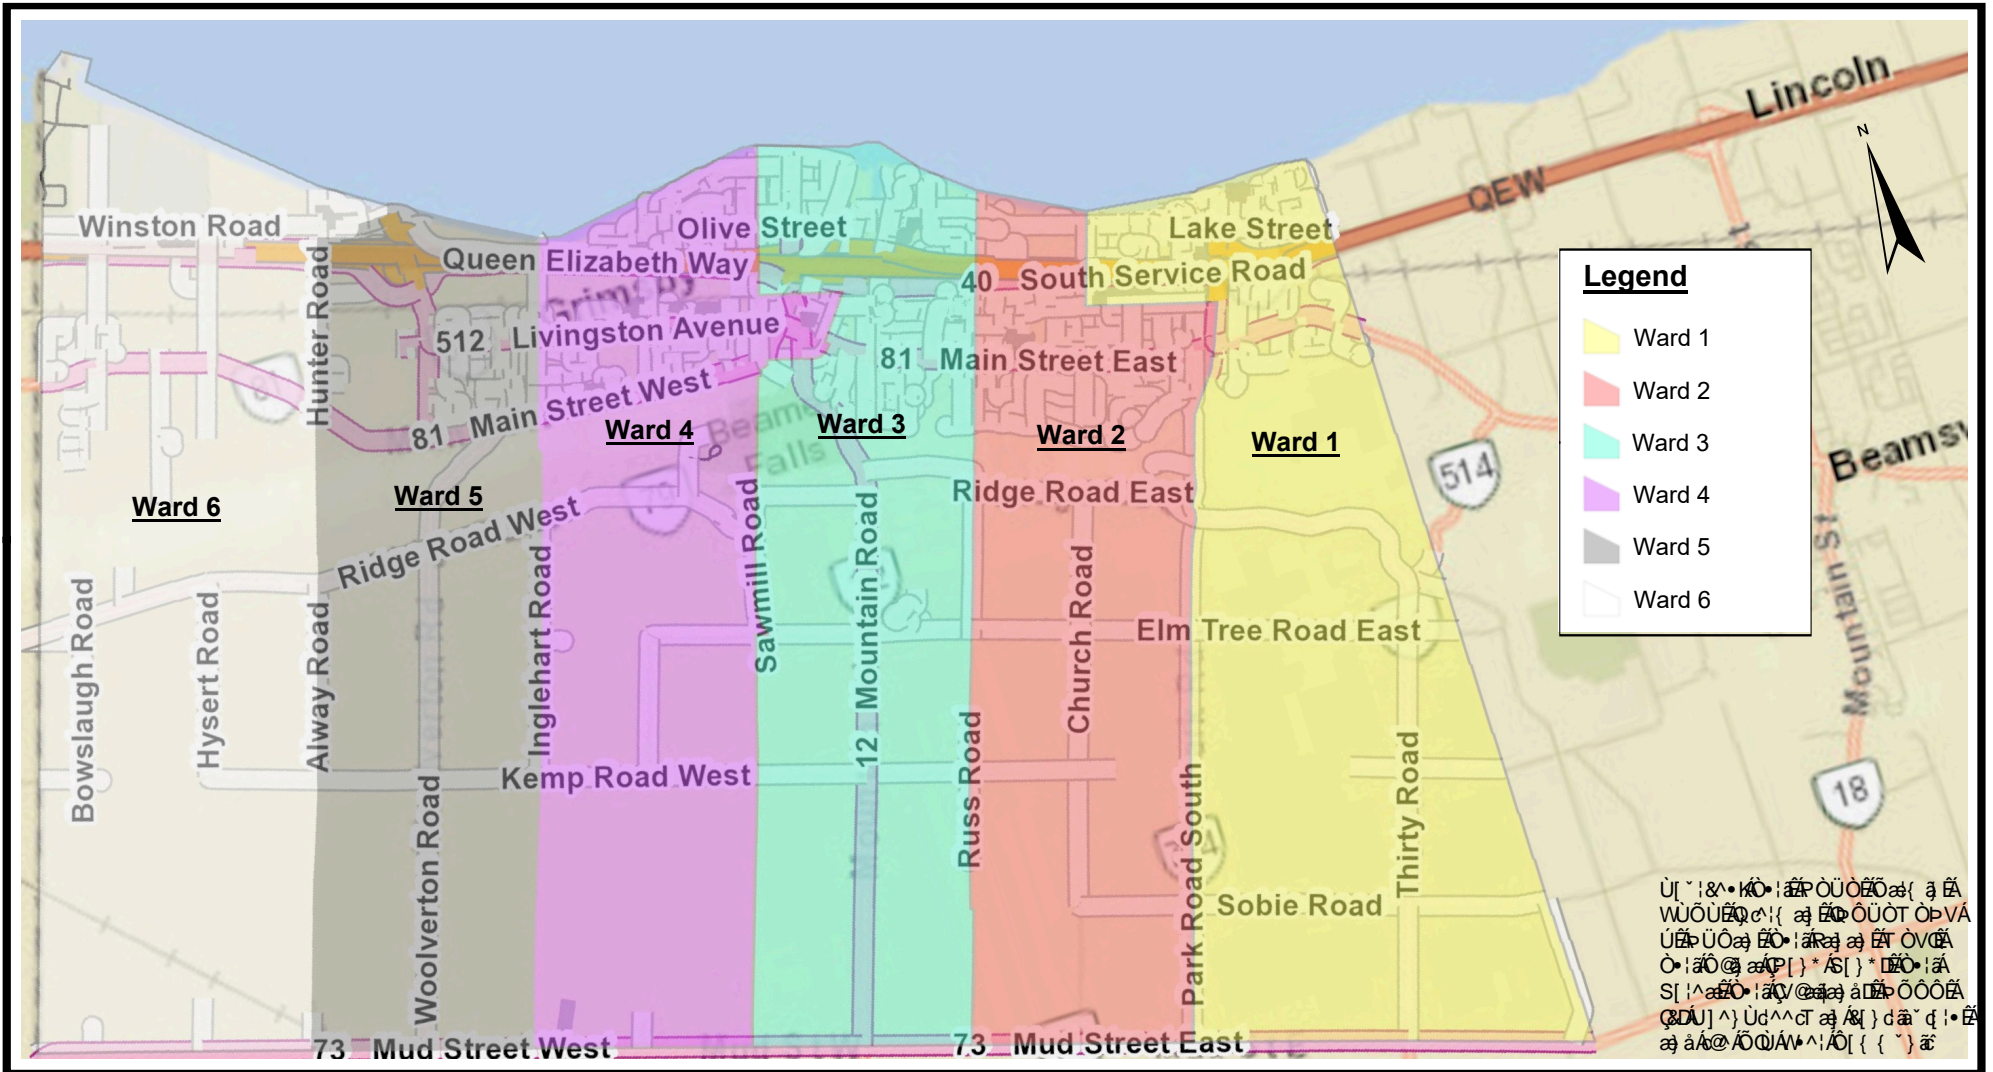 Lincoln
N
QEW
Winston Road
Olive Street
Lake Street
Queen Elizabeth Way
40 South Service Road
Grimsby
Hunter Road
512 Livingston Avenue
81 Main Street East
81 Main Street West
81
Beamer
Falls
Ward 6
Ward 5
Ward 4
Ward 3
Ward 2
Ward 1
514
Beamsv
Ridge Road West
Ridge Road East
79
Bowslaugh Road
Hysert Road
Alway Road
Inglehart Road
Sawmill Road
12 Mountain Road
Church Road
Elm Tree Road East
Mountain St
Kemp Road West
Woolverton Road
Russ Road
Park Road South
Thirty Road
18
Sobie Road
73 Mud Street West
73 Mud Street East
Legend
Ward 1
Ward 2
Ward 3
Ward 4
Ward 5
Ward 6